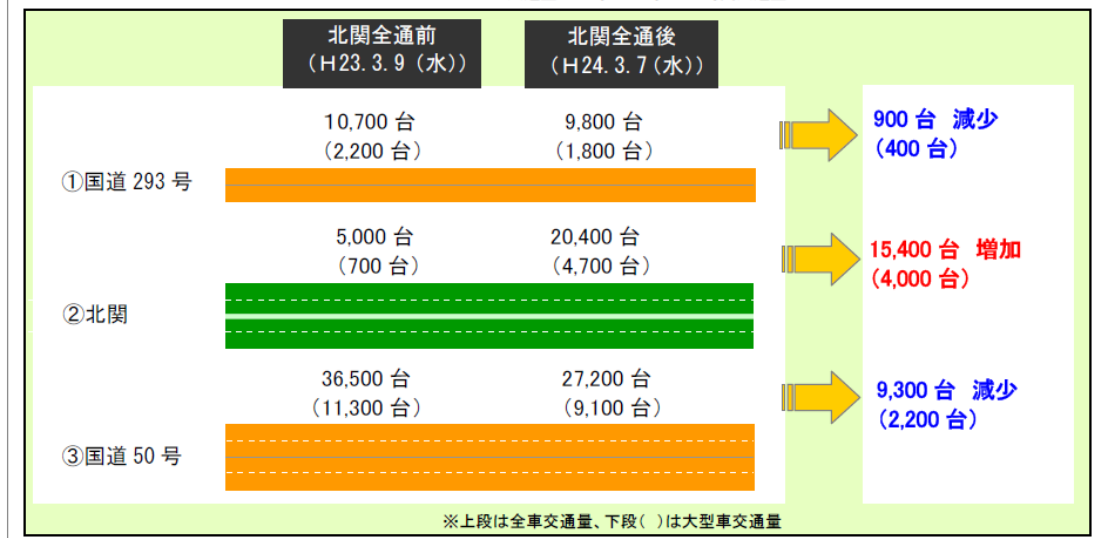 北関全通前
（Ｈ23.3.9（水））
北関全通後
（Ｈ24.3.7（水））
10,700 台
（2,200 台）
9,800 台
（1,800 台）
900 台 減少
（400 台）
①国道 293 号
5,000 台
（700 台）
20,400 台
（4,700 台）
15,400 台 増加
（4,000 台）
②北関
36,500 台
（11,300 台）
27,200 台
（9,100 台）
9,300 台 減少
（2,200 台）
③国道 50 号
※上段は全車交通量、下段（ ）は大型車交通量